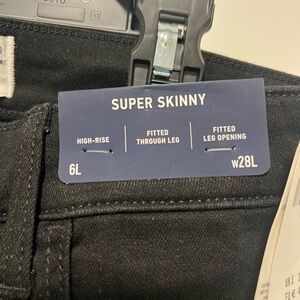 SUPER SKINNY
HIGH-RISE
FITTED
THROUGH LEG
FITTED
LEG OPENING
6L
W28L